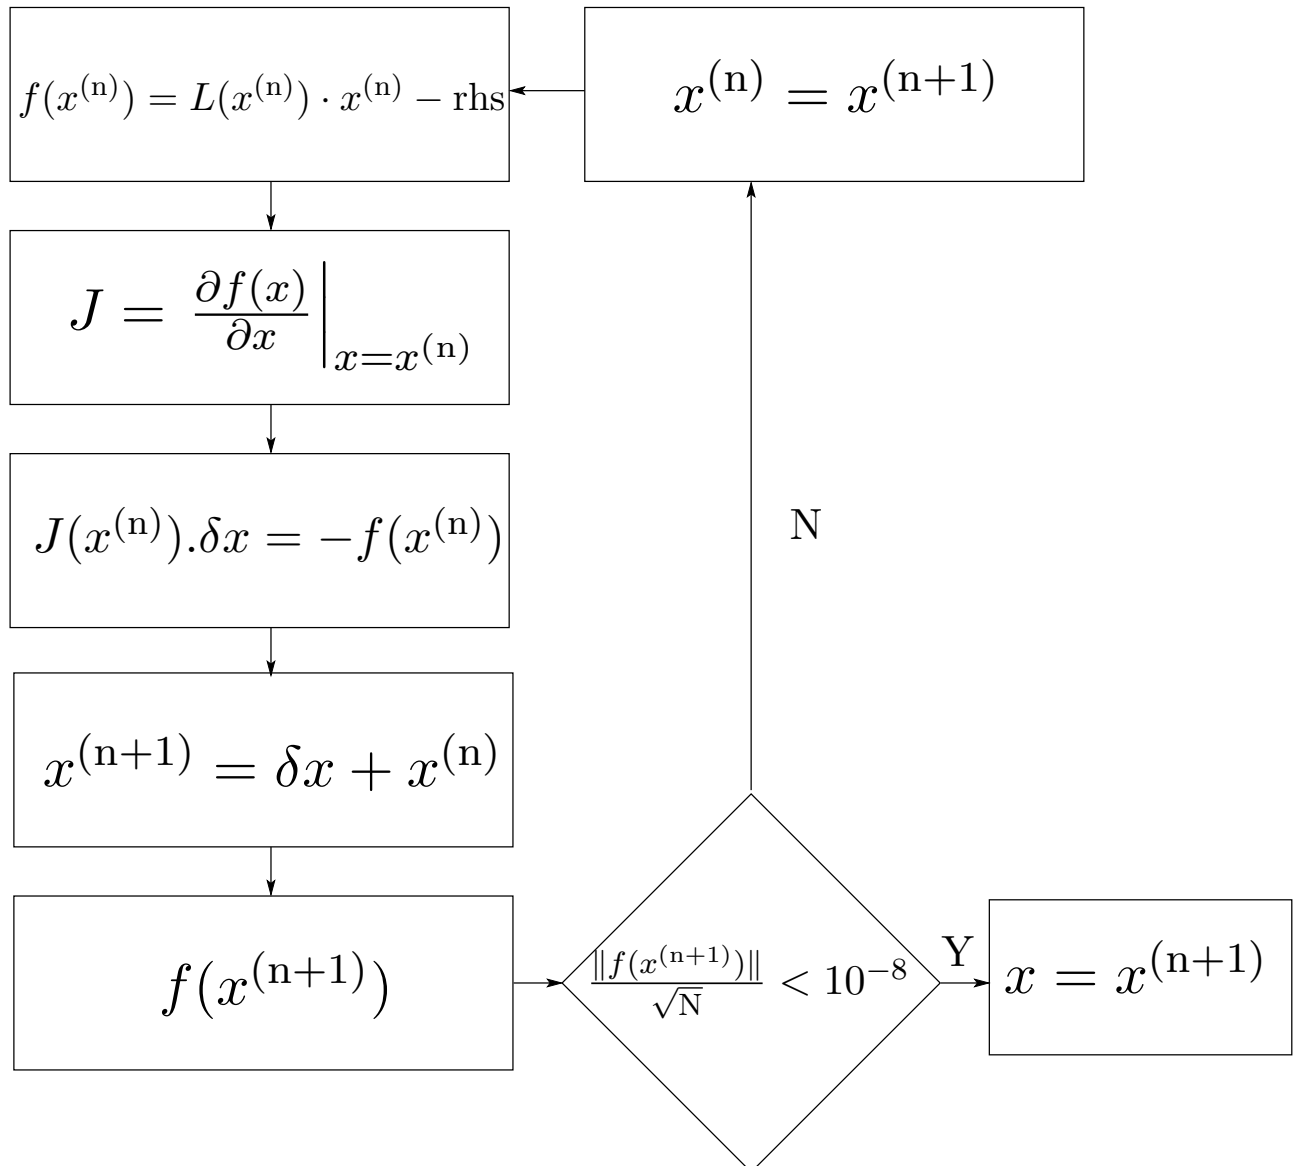 f(x^(n)) = L(x^(n)) · x^(n) − rhs
x^(n) = x^(n+1)
J = ∂f(x)/∂x |_{x=x^(n)}
J(x^(n)).δx = −f(x^(n))
N
x^(n+1) = δx + x^(n)
f(x^(n+1))
‖f(x^(n+1))‖/√N < 10^−8
Y
x = x^(n+1)